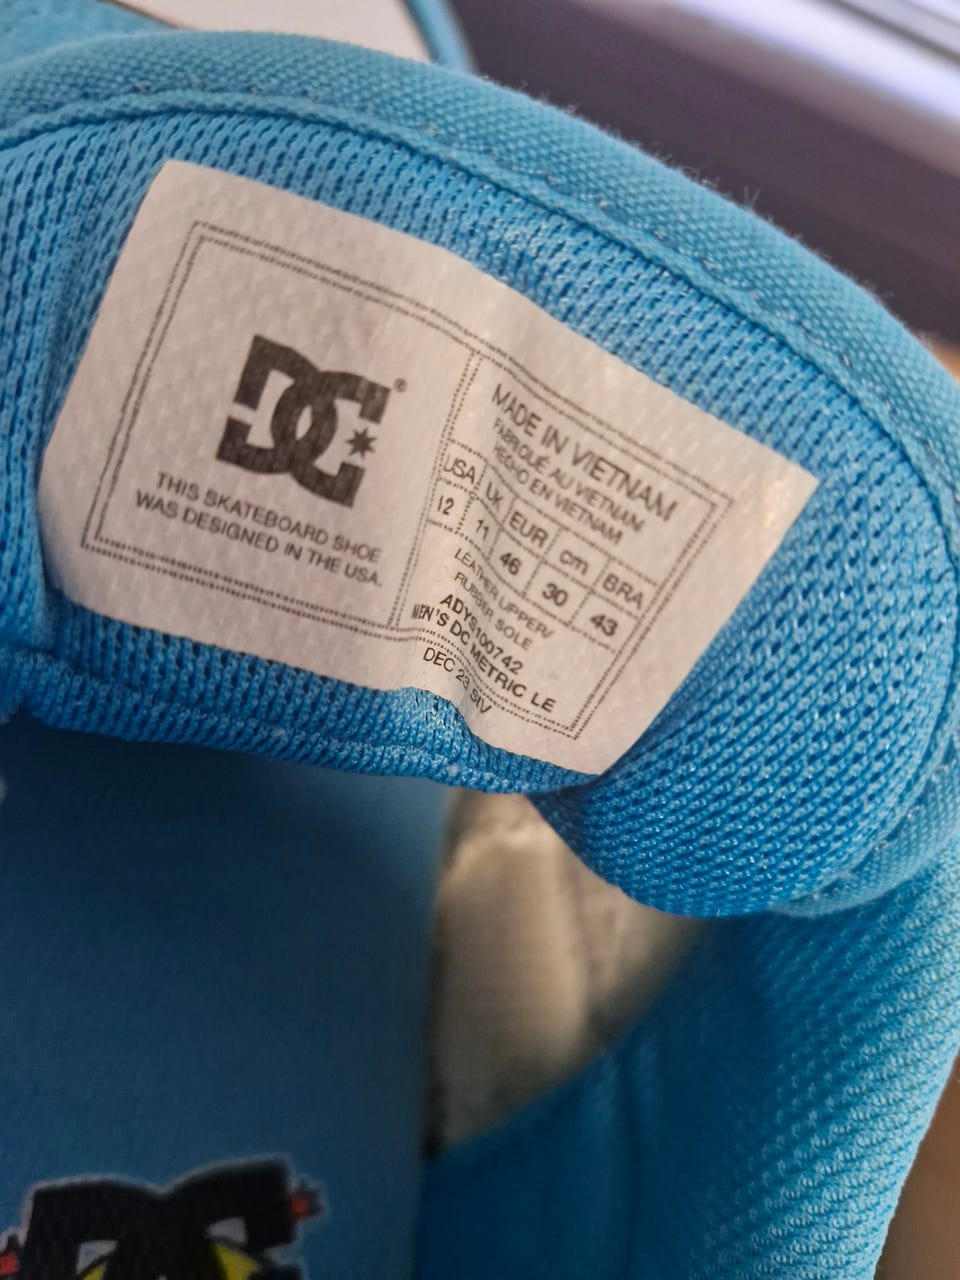 DC®
THIS SKATEBOARD SHOE
WAS DESIGNED IN THE USA.
MADE IN VIETNAM
FABRIQUÉ AU VIETNAM
HECHO EN VIETNAM
USA UK EUR cm BRA
12 11 46 30 43
LEATHER UPPER/
RUBBER SOLE
ADYS100742
MEN'S DC METRIC LE
DEC 23 SIV